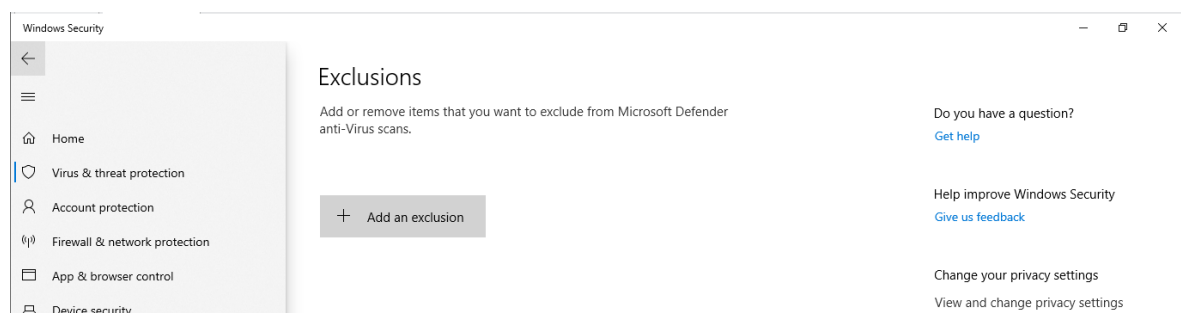 Windows Security
Exclusions
Add or remove items that you want to exclude from Microsoft Defender
anti-Virus scans.
Add an exclusion
Home
Virus & threat protection
Account protection
Firewall & network protection
App & browser control
Device security
Do you have a question?
Get help
Help improve Windows Security
Give us feedback
Change your privacy settings
View and change privacy settings